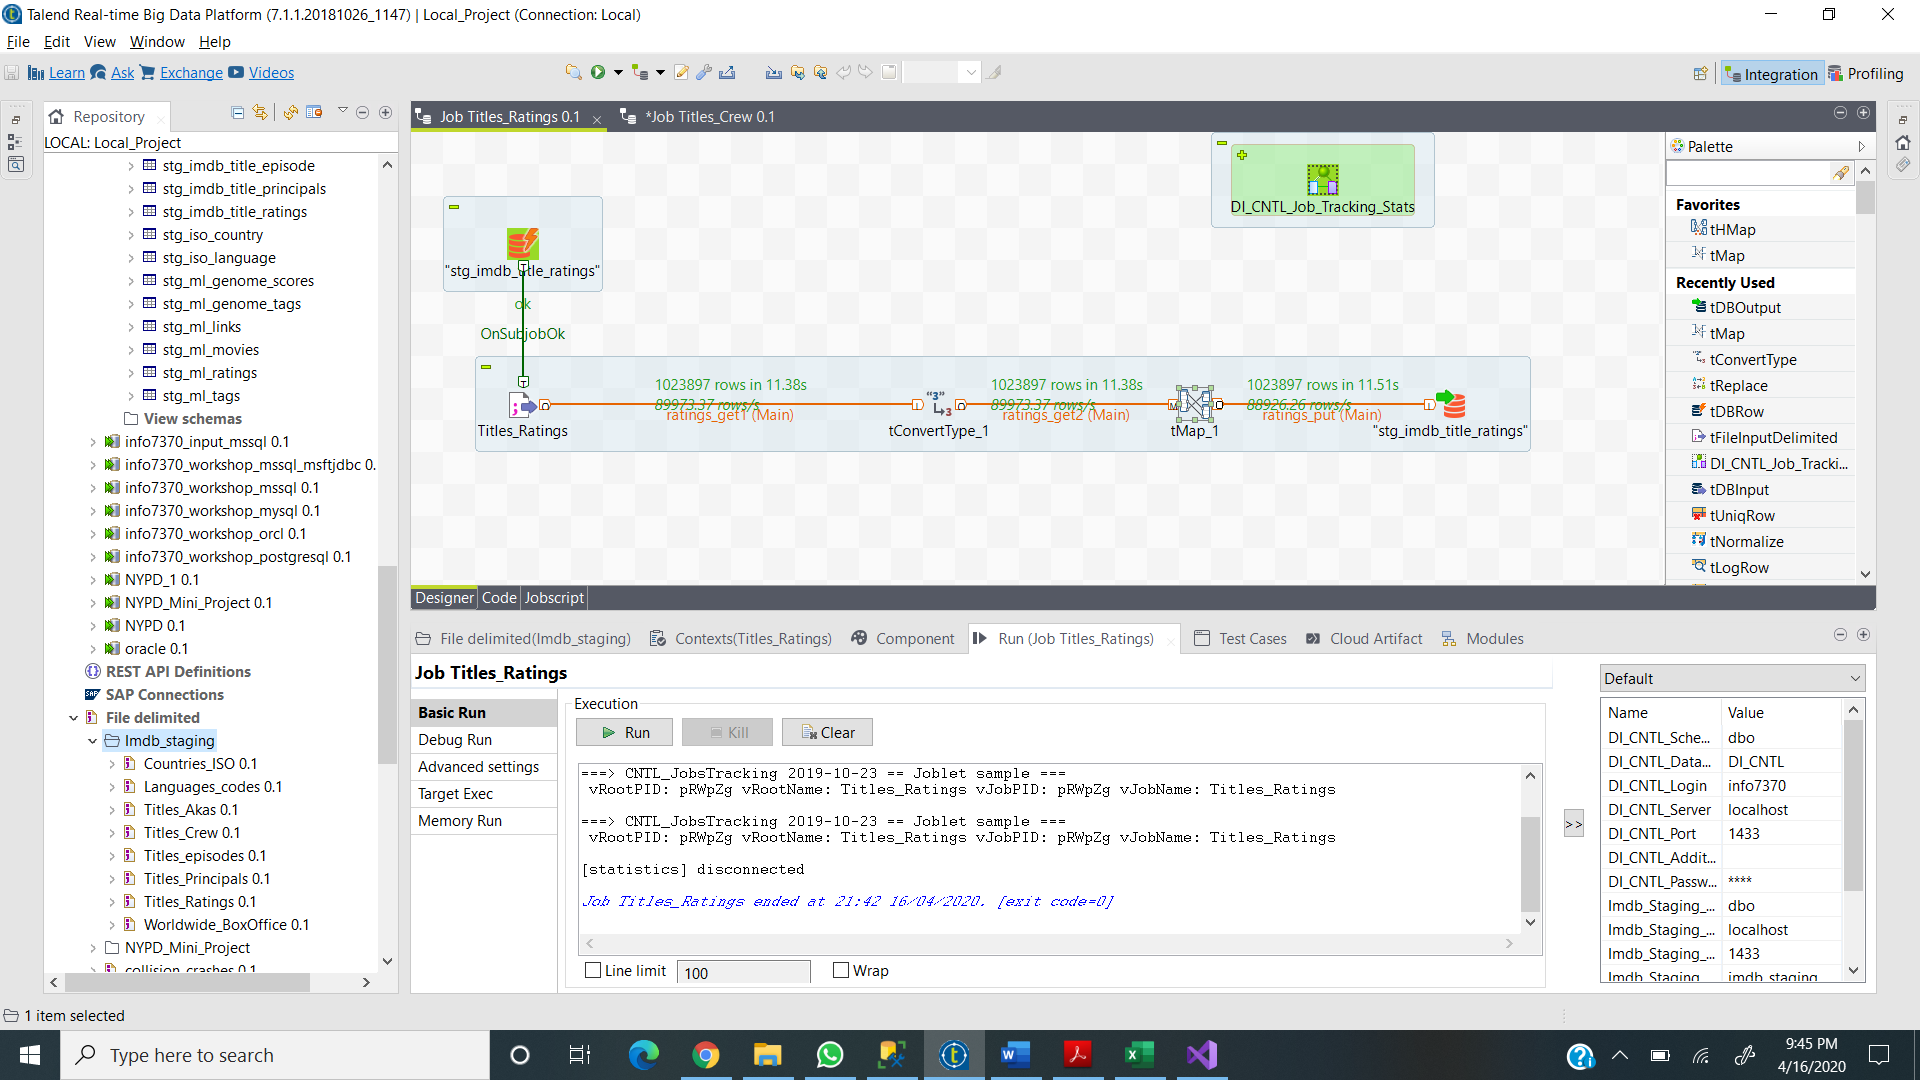 Talend Real-time Big Data Platform (7.1.1.20181026_1147) | Local_Project (Connection: Local)
File Edit View Window Help
Learn Ask Exchange Videos
Integration Profiling
Repository
LOCAL: Local_Project
stg_imdb_title_episode
stg_imdb_title_principals
stg_imdb_title_ratings
stg_iso_country
stg_iso_language
stg_ml_genome_scores
stg_ml_genome_tags
stg_ml_links
stg_ml_movies
stg_ml_ratings
stg_ml_tags
View schemas
info7370_input_mssql 0.1
info7370_workshop_mssql_msftjdbc 0.
info7370_workshop_mssql 0.1
info7370_workshop_mysql 0.1
info7370_workshop_orcl 0.1
info7370_workshop_postgresql 0.1
NYPD_1 0.1
NYPD_Mini_Project 0.1
NYPD 0.1
oracle 0.1
REST API Definitions
SAP Connections
File delimited
Imdb_staging
Countries_ISO 0.1
Languages_codes 0.1
Titles_Akas 0.1
Titles_Crew 0.1
Titles_episodes 0.1
Titles_Principals 0.1
Titles_Ratings 0.1
Worldwide_BoxOffice 0.1
NYPD_Mini_Project
collision_crashes 0.1
1 item selected
Job Titles_Ratings 0.1
*Job Titles_Crew 0.1
DI_CNTL_Job_Tracking_Stats
"stg_imdb_title_ratings"
ok
OnSubjobOk
1023897 rows in 11.38s
89973.37 rows/s
ratings_get1 (Main)
1023897 rows in 11.38s
89973.37 rows/s
ratings_get2 (Main)
1023897 rows in 11.51s
88926.26 rows/s
ratings_put (Main)
Titles_Ratings
tConvertType_1
tMap_1
"stg_imdb_title_ratings"
Designer Code Jobscript
Palette
Favorites
tHMap
tMap
Recently Used
tDBOutput
tMap
tConvertType
tReplace
tDBRow
tFileInputDelimited
DI_CNTL_Job_Tracki...
tDBInput
tUniqRow
tNormalize
tLogRow
File delimited(Imdb_staging) Contexts(Titles_Ratings) Component Run (Job Titles_Ratings) Test Cases Cloud Artifact Modules
Job Titles_Ratings
Basic Run
Debug Run
Advanced settings
Target Exec
Memory Run
Execution
Run Kill Clear
===> CNTL_JobsTracking 2019-10-23 == Joblet sample ===
vRootPID: pRWpZg vRootName: Titles_Ratings vJobPID: pRWpZg vJobName: Titles_Ratings
===> CNTL_JobsTracking 2019-10-23 == Joblet sample ===
vRootPID: pRWpZg vRootName: Titles_Ratings vJobPID: pRWpZg vJobName: Titles_Ratings
[statistics] disconnected
Job Titles_Ratings ended at 21:42 16/04/2020. [exit code=0]
Line limit 100 Wrap
>>
Default
Name Value
DI_CNTL_Sche... dbo
DI_CNTL_Data... DI_CNTL
DI_CNTL_Login info7370
DI_CNTL_Server localhost
DI_CNTL_Port 1433
DI_CNTL_Addit...
DI_CNTL_Passw... ****
Imdb_Staging_... dbo
Imdb_Staging_... localhost
Imdb_Staging_... 1433
Imdb_Staging imdb_staging
Type here to search
9:45 PM
4/16/2020